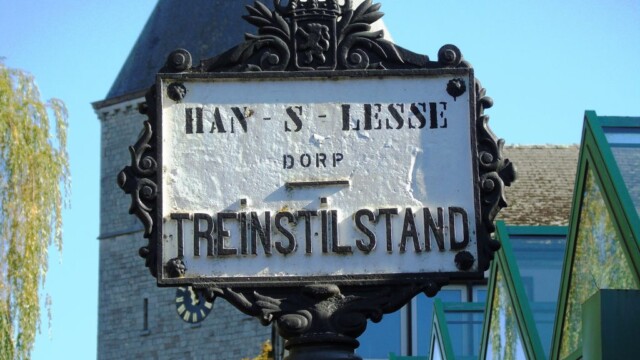 HAN - S - LESSE
DORP
TREiNSTiLSTAND